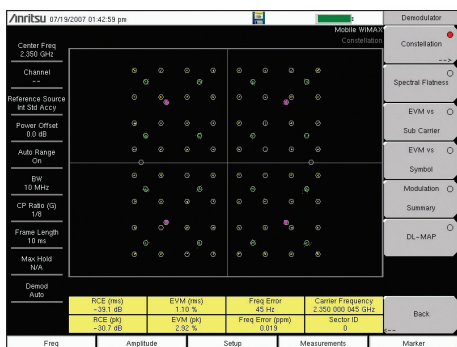 Anritsu 07/19/2007 01:42:59 pm
Mobile WiMAX
Constellation
Center Freq
2.350 GHz
Channel
--
Reference Source
Int Std Accy
Power Offset
0.0 dB
Auto Range
On
BW
10 MHz
CP Ratio (G)
1/8
Frame Length
10 ms
Max Hold
N/A
Demod
Auto
RCE (rms)
-39.1 dB
EVM (rms)
1.10 %
Freq Error
45 Hz
Carrier Frequency
2.350 000 045 GHz
RCE (pk)
-30.7 dB
EVM (pk)
2.92 %
Freq Error (ppm)
0.019
Sector ID
0
Demodulator
Constellation
-->
Spectral Flatness
EVM vs
Sub Carrier
EVM vs
Symbol
Modulation
Summary
DL-MAP
Back
<--
Freq
Amplitude
Setup
Measurements
Marker